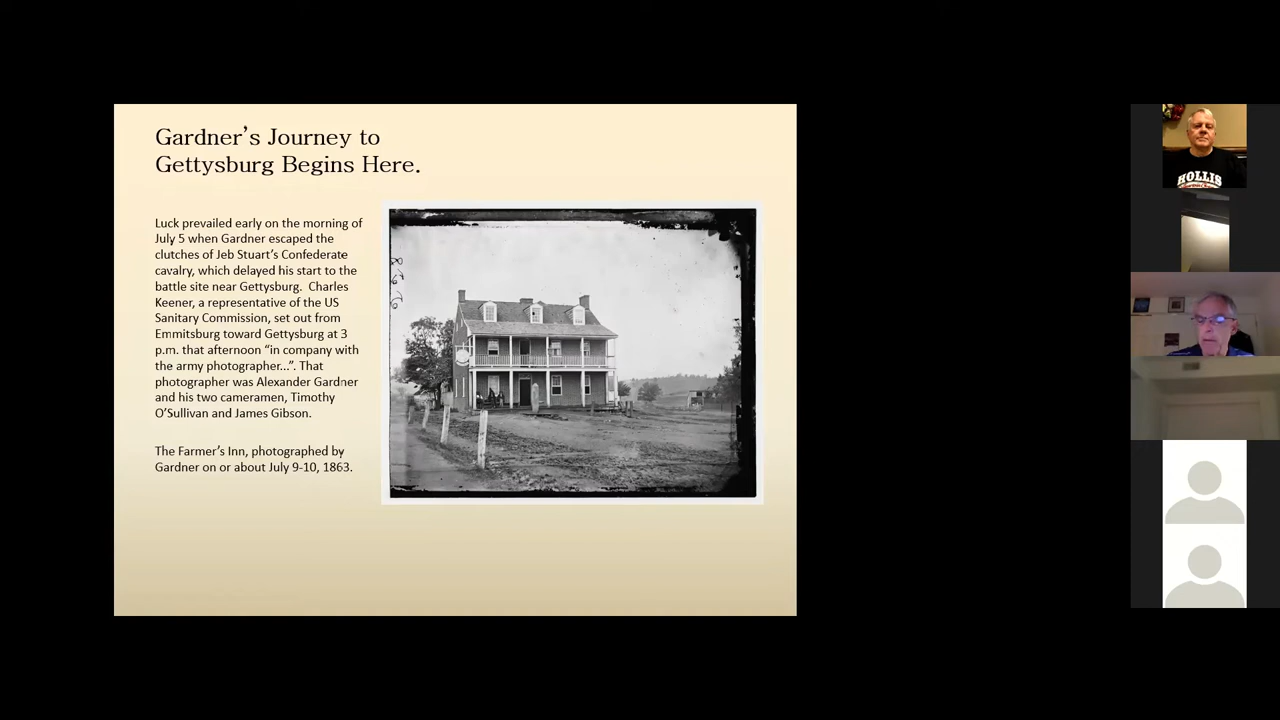 Gardner’s Journey to
Gettysburg Begins Here.
Luck prevailed early on the morning of
July 5 when Gardner escaped the
clutches of Jeb Stuart’s Confederate
cavalry, which delayed his start to the
battle site near Gettysburg.  Charles
Keener, a representative of the US
Sanitary Commission, set out from
Emmitsburg toward Gettysburg at 3
p.m. that afternoon “in company with
the army photographer...”. That
photographer was Alexander Gardner
and his two cameramen, Timothy
O’Sullivan and James Gibson.
The Farmer’s Inn, photographed by
Gardner on or about July 9-10, 1863.
HOLLIS